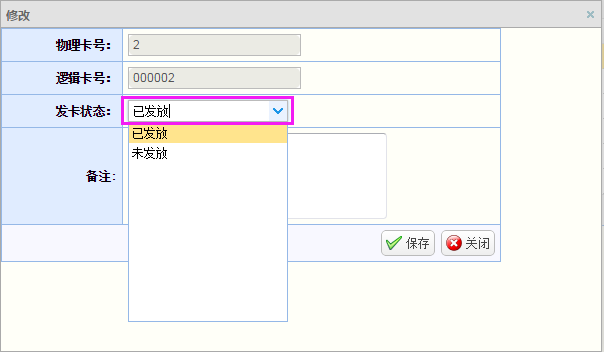 修改
物理卡号： 2
逻辑卡号： 000002
发卡状态： 已发放
已发放
未发放
备注:
保存 关闭